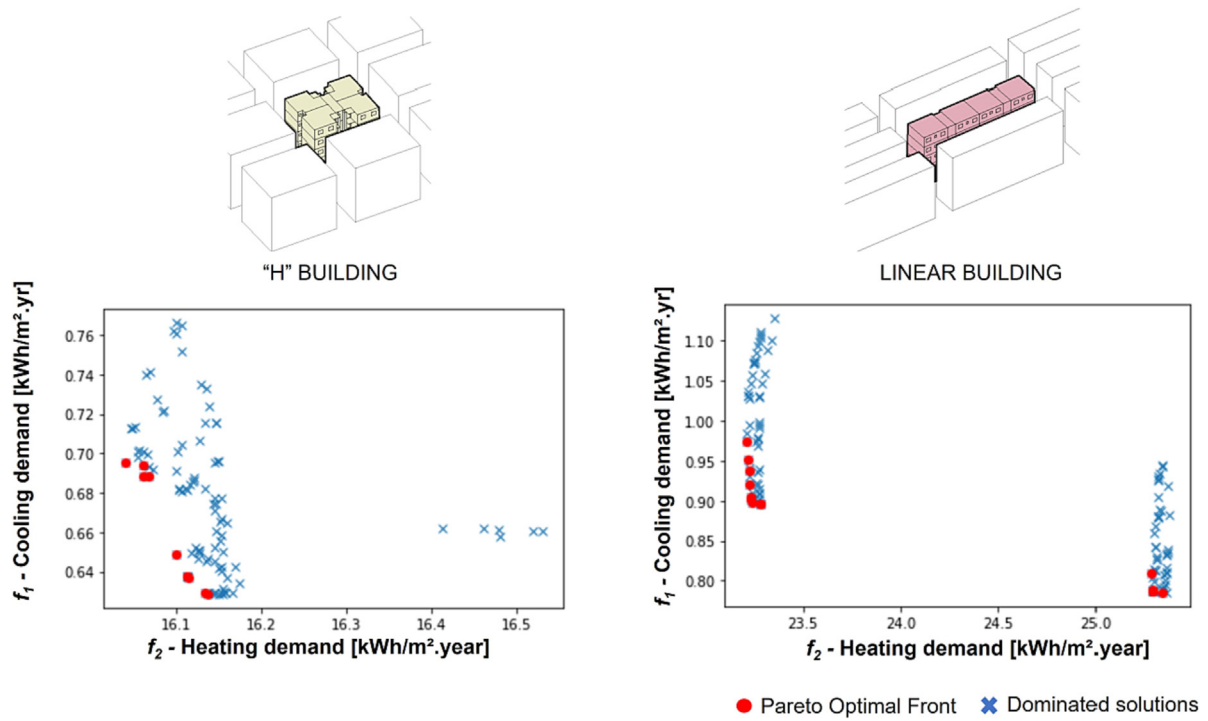 “H” BUILDING
LINEAR BUILDING
f₁ - Cooling demand [kWh/m².yr)
0.76
0.74
0.72
0.70
0.68
0.66
0.64
16.1
16.2
16.3
16.4
16.5
f₂ - Heating demand [kWh/m².year]
f₁ - Cooling demand [kWh/m².yr)
1.10
1.05
1.00
0.95
0.90
0.85
0.80
23.5
24.0
24.5
25.0
f₂ - Heating demand [kWh/m².year]
Pareto Optimal Front
Dominated solutions